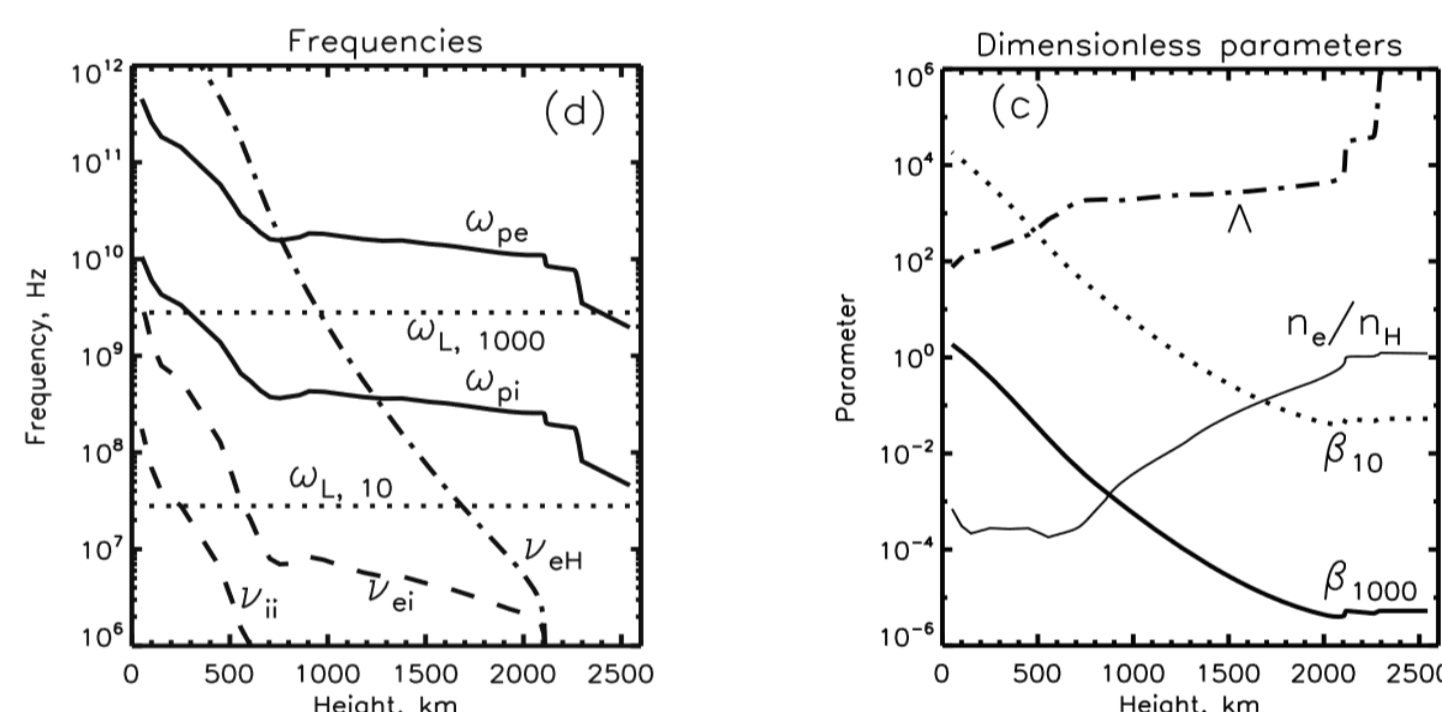 Frequencies
(d)
10^12
10^11
10^10
10^9
10^8
10^7
10^6
Frequency, Hz
ω_pe
ω_L, 1000
ω_pi
ω_L, 10
ν_eH
ν_ei
ν_ii
0 500 1000 1500 2000 2500
Height, km
Dimensionless parameters
(c)
10^6
10^4
10^2
10^0
10^-2
10^-4
10^-6
Parameter
Λ
n_e/n_H
β_10
β_1000
0 500 1000 1500 2000 250
Height, km